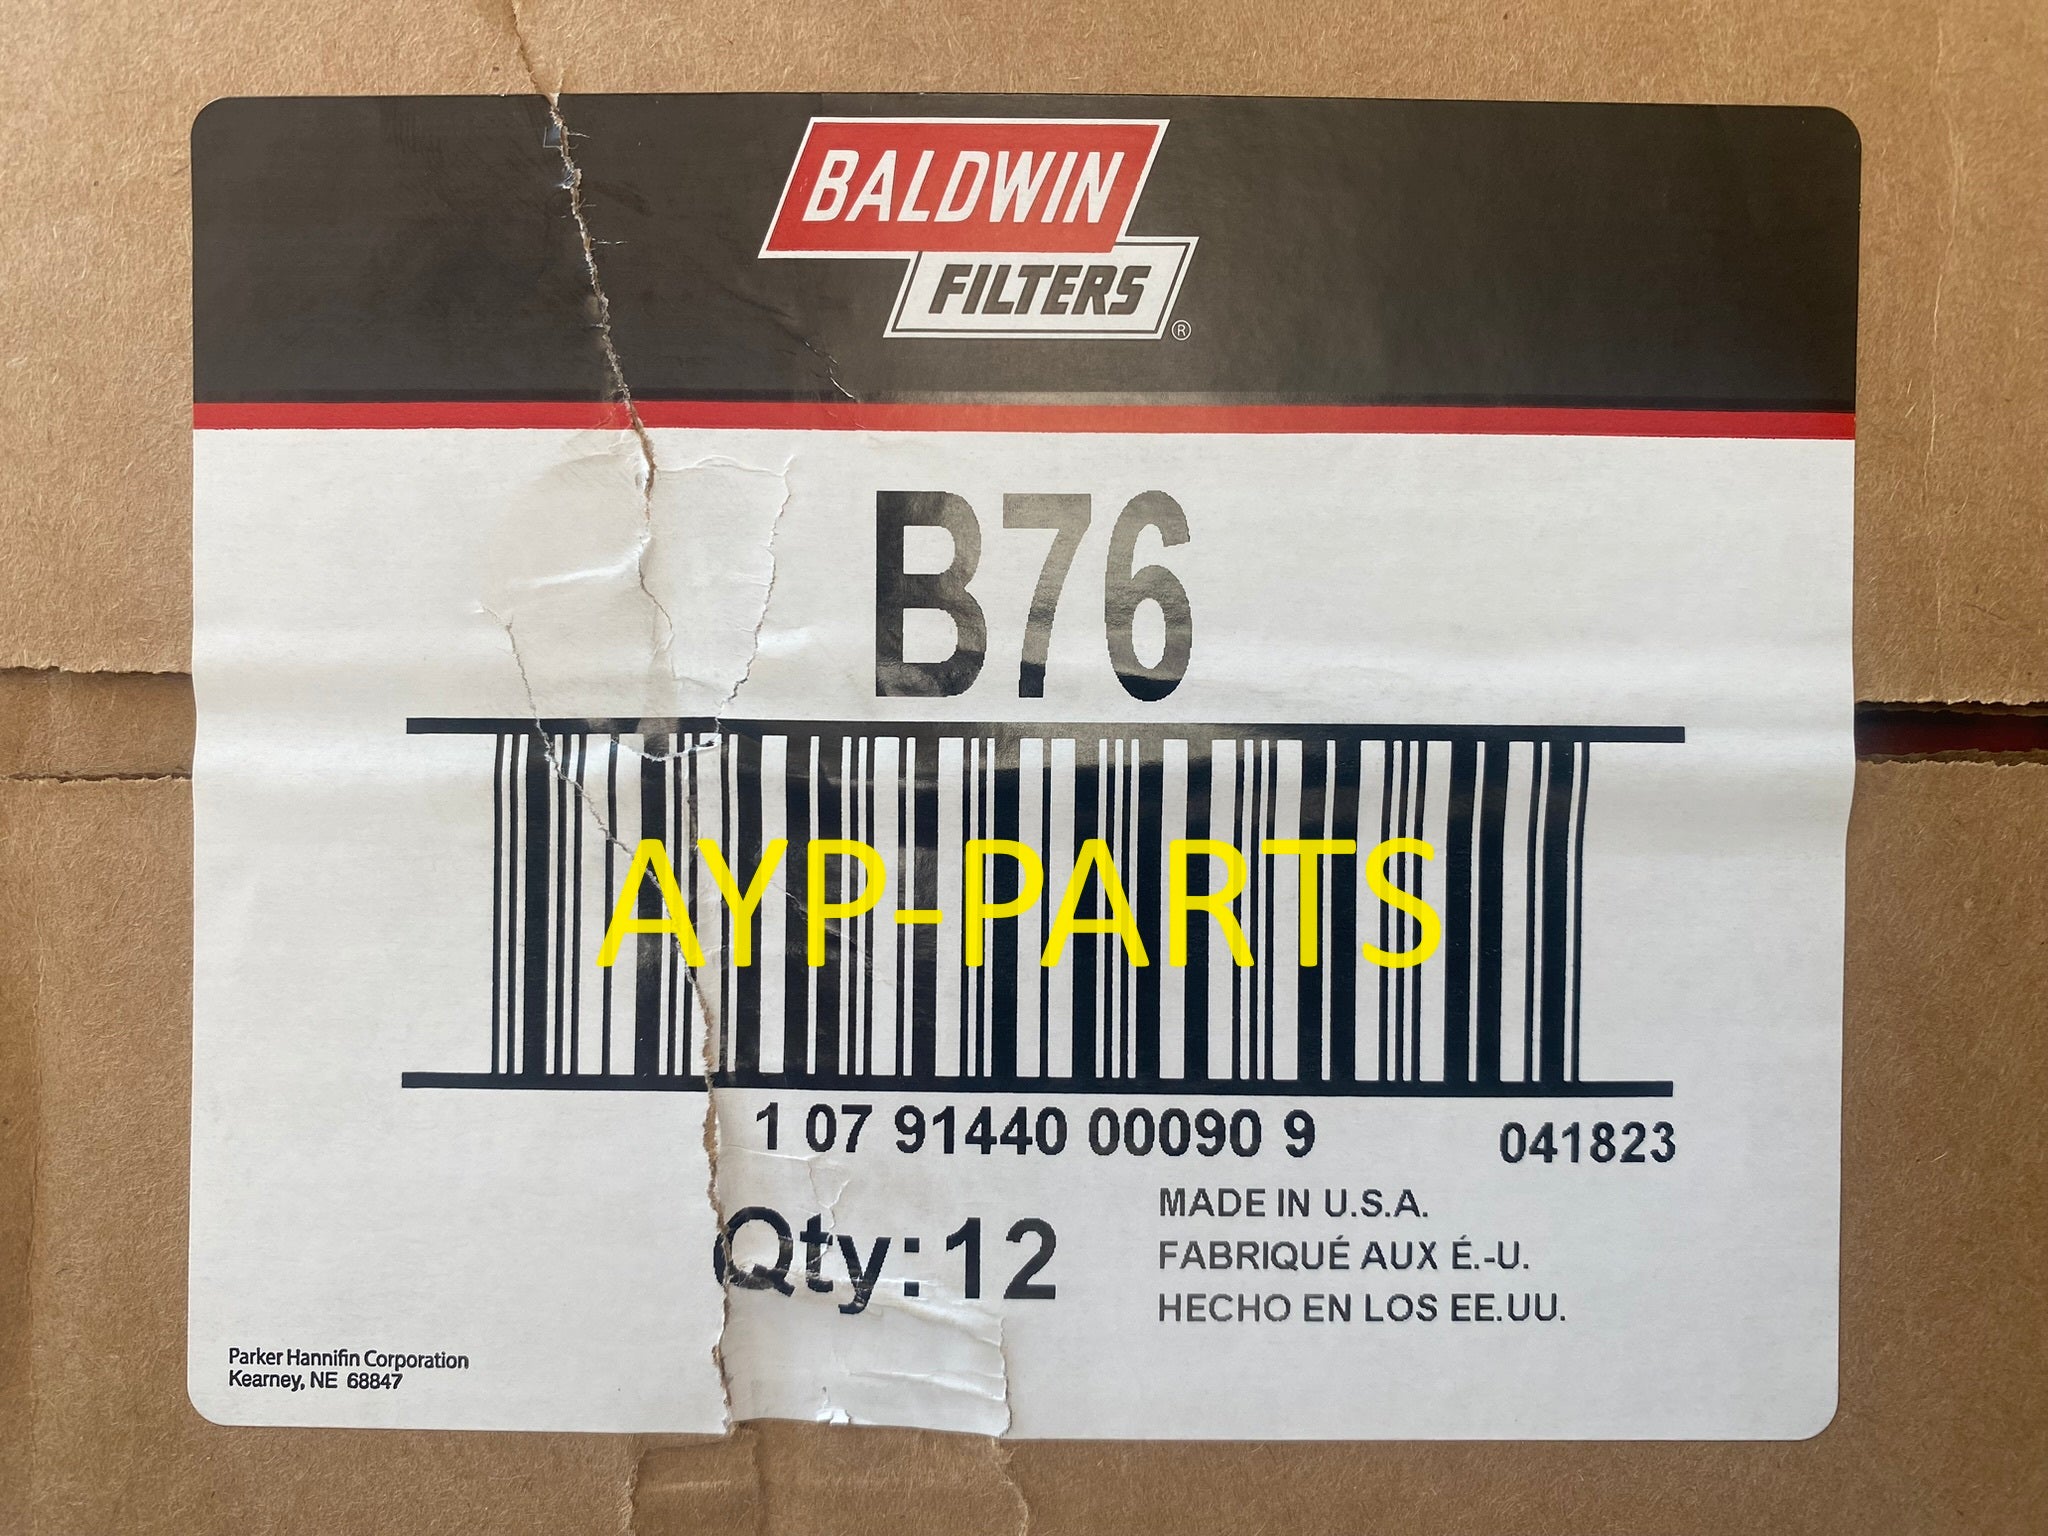 BALDWIN
FILTERS
®
B76
AYP-PARTS
1 07 91440 00090 9
041823
Qty:12
MADE IN U.S.A.
FABRIQUÉ AUX É.-U.
HECHO EN LOS EE.UU.
Parker Hannifin Corporation
Kearney, NE 68847